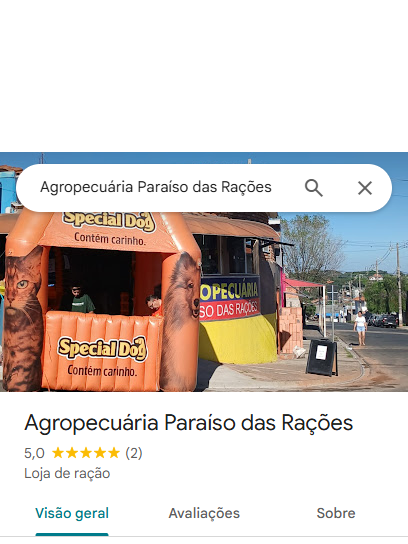 Agropecuária Paraíso das Rações
Special Dog
Contém carinho.
OPECUÁRIA
SO DAS RAÇÕES
Special Dog
Contém carinho.
Agropecuária Paraíso das Rações
5,0 ★★★★★ (2)
Loja de ração
Visão geral Avaliações Sobre